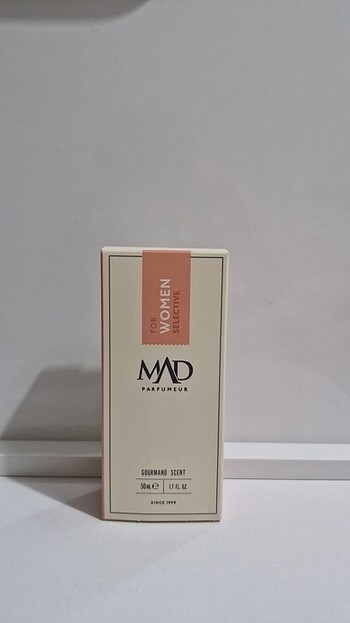 FOR
WOMEN
SELECTIVE
MAD
PARFUMEUR
GOURMAND SCENT
50 ML ℮ 1.7 FL. OZ.
SINCE 1999